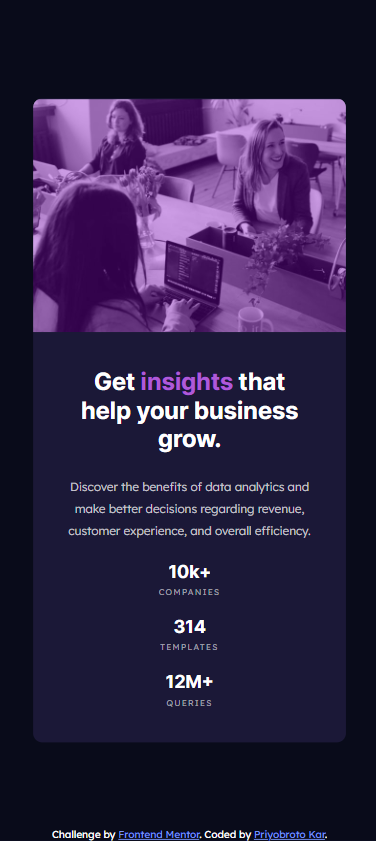 Get insights that
help your business
grow.
Discover the benefits of data analytics and
make better decisions regarding revenue,
customer experience, and overall efficiency.
10k+
COMPANIES
314
TEMPLATES
12M+
QUERIES
Challenge by Frontend Mentor. Coded by Priyobroto Kar.